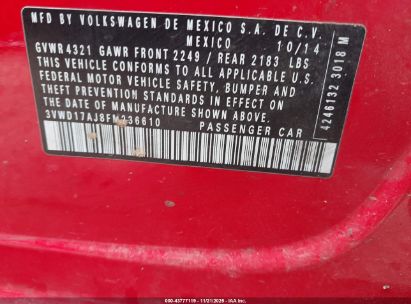 MFD BY VOLKSWAGEN DE MEXICO S.A. DE C.V.
MEXICO 10/14
GVWR 4321 GAWR FRONT 2249 / REAR 2183 LBS
THIS VEHICLE CONFORMS TO ALL APPLICABLE U.S.
FEDERAL MOTOR VEHICLE SAFETY, BUMPER AND
THEFT PREVENTION STANDARDS IN EFFECT ON THE
DATE OF MANUFACTURE SHOWN ABOVE.
3VWD17AJ8FM236610 PASSENGER CAR
4246132 3018 M